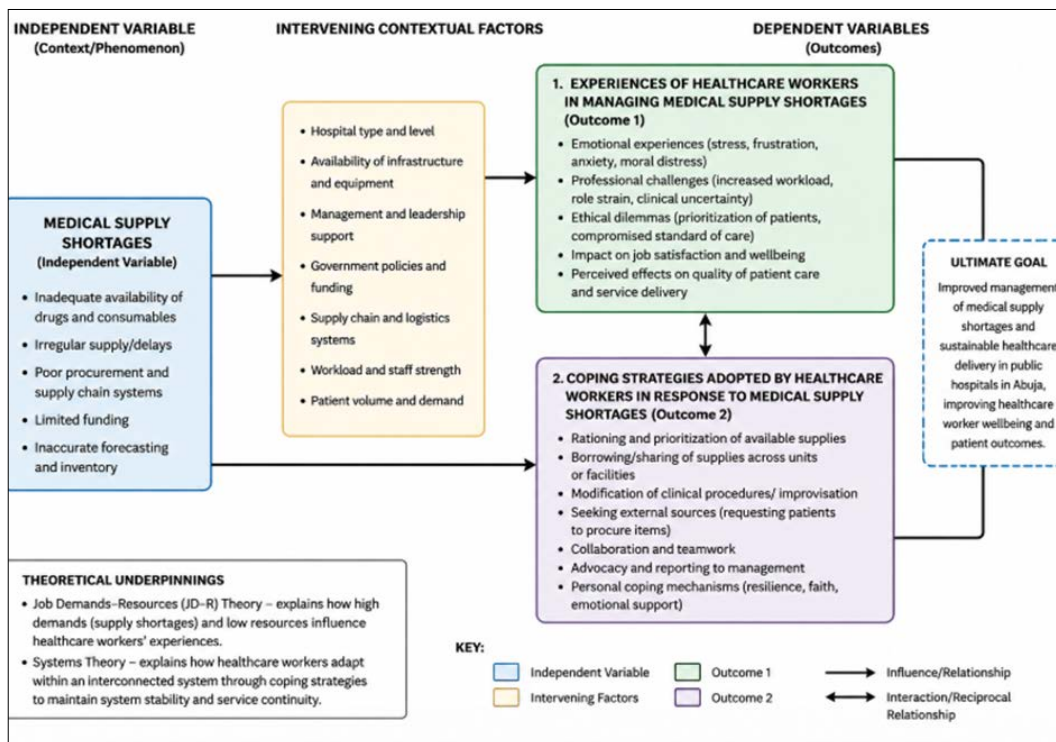 INDEPENDENT VARIABLE
(Context/Phenomenon)
INTERVENING CONTEXTUAL FACTORS
DEPENDENT VARIABLES
(Outcomes)
MEDICAL SUPPLY
SHORTAGES
(Independent Variable)
• Inadequate availability of
drugs and consumables
• Irregular supply/delays
• Poor procurement and
supply chain systems
• Limited funding
• Inaccurate forecasting
and inventory
• Hospital type and level
• Availability of infrastructure
and equipment
• Management and leadership
support
• Government policies and
funding
• Supply chain and logistics
systems
• Workload and staff strength
• Patient volume and demand
1. EXPERIENCES OF HEALTHCARE WORKERS
IN MANAGING MEDICAL SUPPLY SHORTAGES
(Outcome 1)
• Emotional experiences (stress, frustration,
anxiety, moral distress)
• Professional challenges (increased workload,
role strain, clinical uncertainty)
• Ethical dilemmas (prioritization of patients,
compromised standard of care)
• Impact on job satisfaction and wellbeing
• Perceived effects on quality of patient care
and service delivery
2. COPING STRATEGIES ADOPTED BY HEALTHCARE
WORKERS IN RESPONSE TO MEDICAL SUPPLY
SHORTAGES (Outcome 2)
• Rationing and prioritization of available supplies
• Borrowing/sharing of supplies across units
or facilities
• Modification of clinical procedures/ improvisation
• Seeking external sources (requesting patients
to procure items)
• Collaboration and teamwork
• Advocacy and reporting to management
• Personal coping mechanisms (resilience, faith,
emotional support)
ULTIMATE GOAL
Improved management
of medical supply
shortages and
sustainable healthcare
delivery in public
hospitals in Abuja,
improving healthcare
worker wellbeing and
patient outcomes.
THEORETICAL UNDERPINNINGS
• Job Demands–Resources (JD–R) Theory – explains how high
demands (supply shortages) and low resources influence
healthcare workers' experiences.
• Systems Theory – explains how healthcare workers adapt
within an interconnected system through coping strategies
to maintain system stability and service continuity.
KEY:
Independent Variable
Intervening Factors
Outcome 1
Outcome 2
Influence/Relationship
Interaction/Reciprocal
Relationship